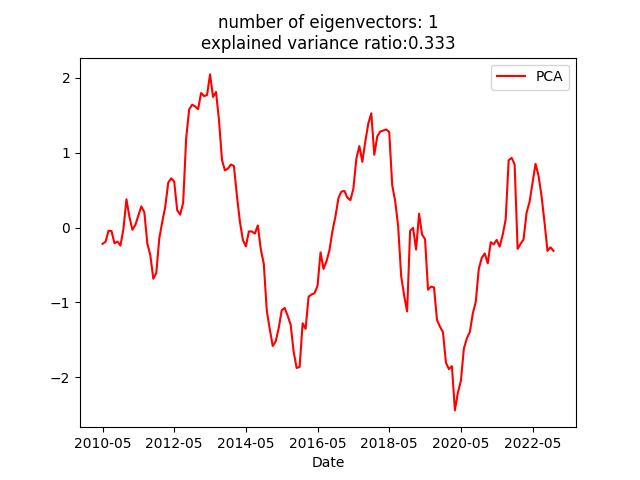 number of eigenvectors: 1
explained variance ratio:0.333
PCA
2
1
0
−1
−2
2010-05 2012-05 2014-05 2016-05 2018-05 2020-05 2022-05
Date